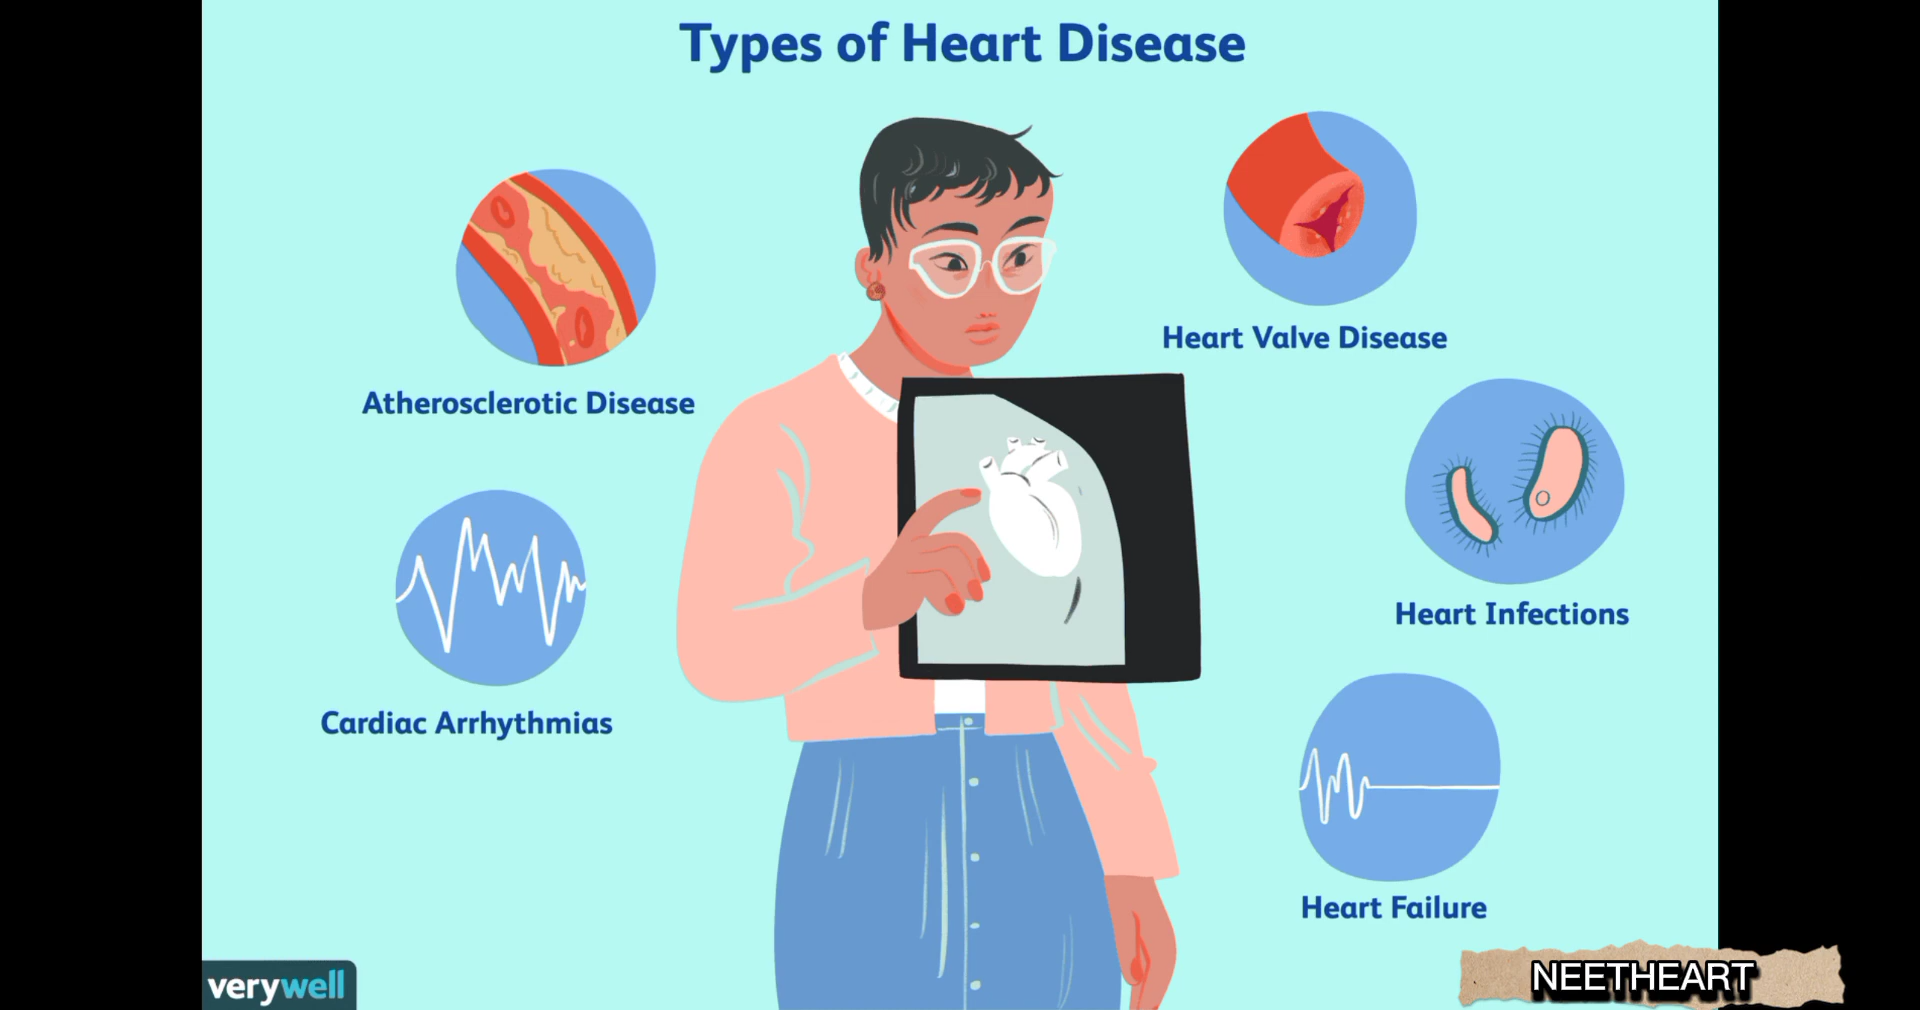 Types of Heart Disease
Atherosclerotic Disease
Heart Valve Disease
Cardiac Arrhythmias
Heart Infections
Heart Failure
verywell
NEETHEART